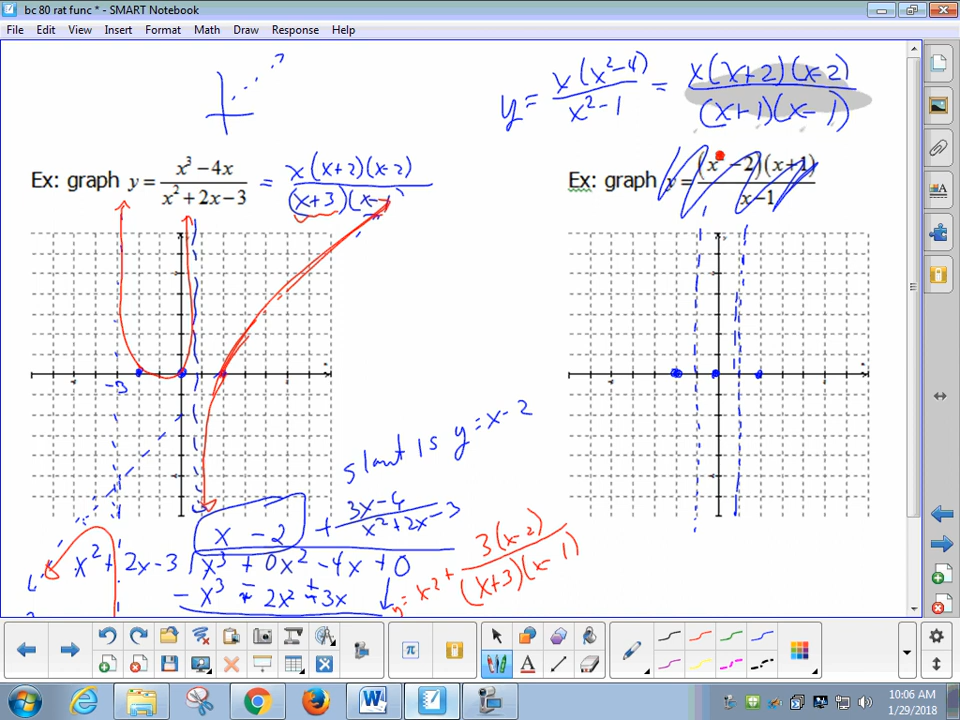 bc 80 rat func * - SMART Notebook
File Edit View Insert Format Math Draw Response Help
y = x(x²-4) / x²-1 = x(x+2)(x-2) / (x+1)(x-1)
Ex: graph y = x³ - 4x / x² + 2x - 3 = x(x+2)(x-2) / (x+3)(x-
Ex: graph y = (x - 2)(x+1) / x-1
-3
slant is y = x-2
x - 2 + 3x-4 / x²+2x-3
x² + 2x - 3 ) x³ + 0x² - 4x + 0
- x³ 2x² 3x
y = x² + 3(x-2) / (x+3)(x-1)
10:06 AM
1/29/2018